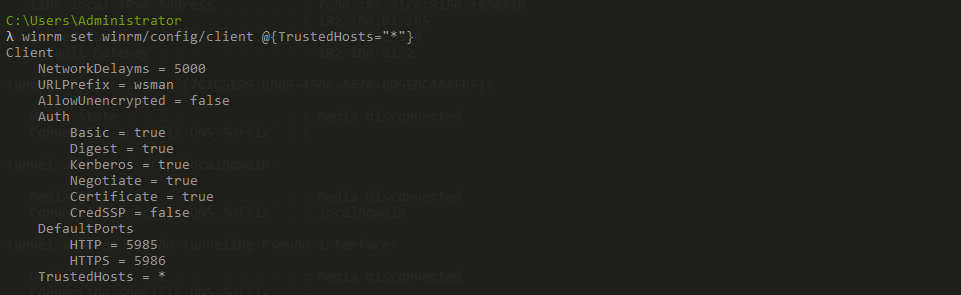 C:\Users\Administrator
λ winrm set winrm/config/client @{TrustedHosts="*"}
Client
    NetworkDelayms = 5000
    URLPrefix = wsman
    AllowUnencrypted = false
    Auth
        Basic = true
        Digest = true
        Kerberos = true
        Negotiate = true
        Certificate = true
        CredSSP = false
    DefaultPorts
        HTTP = 5985
        HTTPS = 5986
    TrustedHosts = *